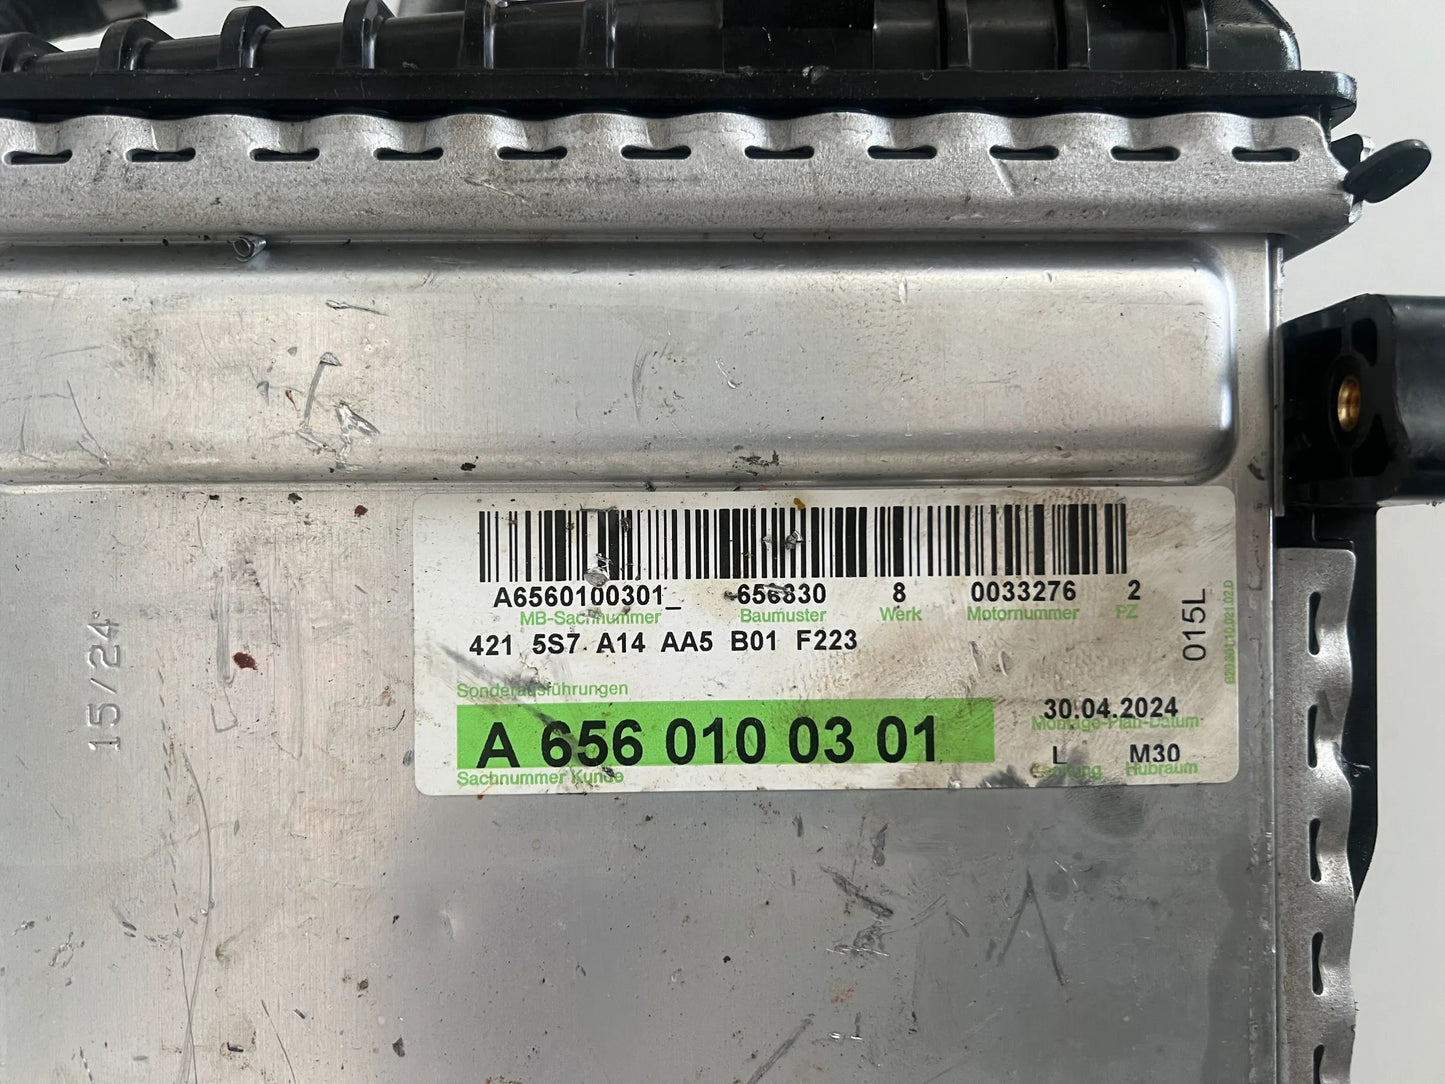 A6560100301_ 656830 8 0033276 2
MB-Sachnummer Baumuster Werk Motornummer PZ
421 5S7 A14 AA5 B01 F223
Sonderausführungen
A 656 010 03 01
Sachnummer Kunde
30.04.2024
Montage-Plan-Datum
L M30
Hubraum
015L
15/24